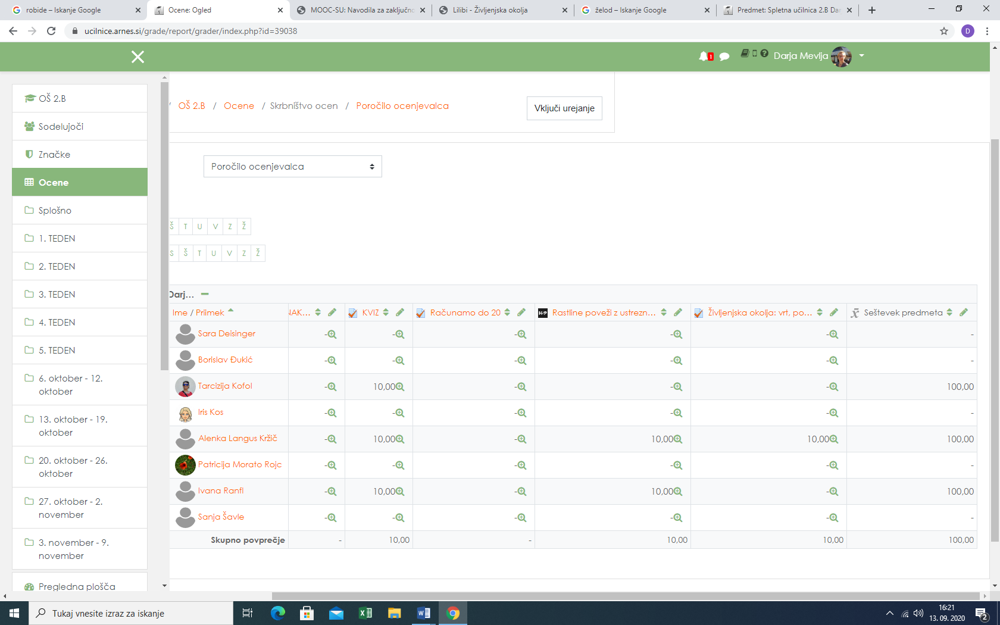 robide – Iskanje Google
Ocene: Ogled
MOOC-SU: Navodila za zaključno
Lilibi - Življenjska okolja
želod – Iskanje Google
Predmet: Spletna učilnica 2.B Dar
ucilnice.arnes.si/grade/report/grader/index.php?id=39038
D
1
Darja Mevlja
OŠ 2.B
Sodelujoči
Značke
Ocene
Splošno
1. TEDEN
2. TEDEN
3. TEDEN
4. TEDEN
5. TEDEN
6. oktober - 12.
oktober
13. oktober - 19.
oktober
20. oktober - 26.
oktober
27. oktober - 2.
november
3. november - 9.
november
Pregledna plošča
/ OŠ 2.B / Ocene / Skrbništvo ocen / Poročilo ocenjevalca
Vključi urejanje
Poročilo ocenjevalca
Š T U V Z Ž
S Š T U V Z Ž
Darj...
Ime / Priimek NAK... KVIZ Računamo do 20 H5P Rastline poveži z ustrezn... Življenjska okolja: vrt, po... x̄ Seštevek predmeta
Sara Deisinger - - - - - -
Borislav Đukić - - - - - -
Tarcizija Kofol - 10,00 - - - 100,00
Iris Kos - - - - - -
Alenka Langus Kržič - 10,00 - 10,00 10,00 100,00
Patricija Morato Rojc - - - - - -
Ivana Ranfl - 10,00 - 10,00 - 100,00
Sanja Šavle - - - - - -
Skupno povprečje - 10,00 - 10,00 10,00 100,00
Tukaj vnesite izraz za iskanje
16:21
13. 09. 2020
2